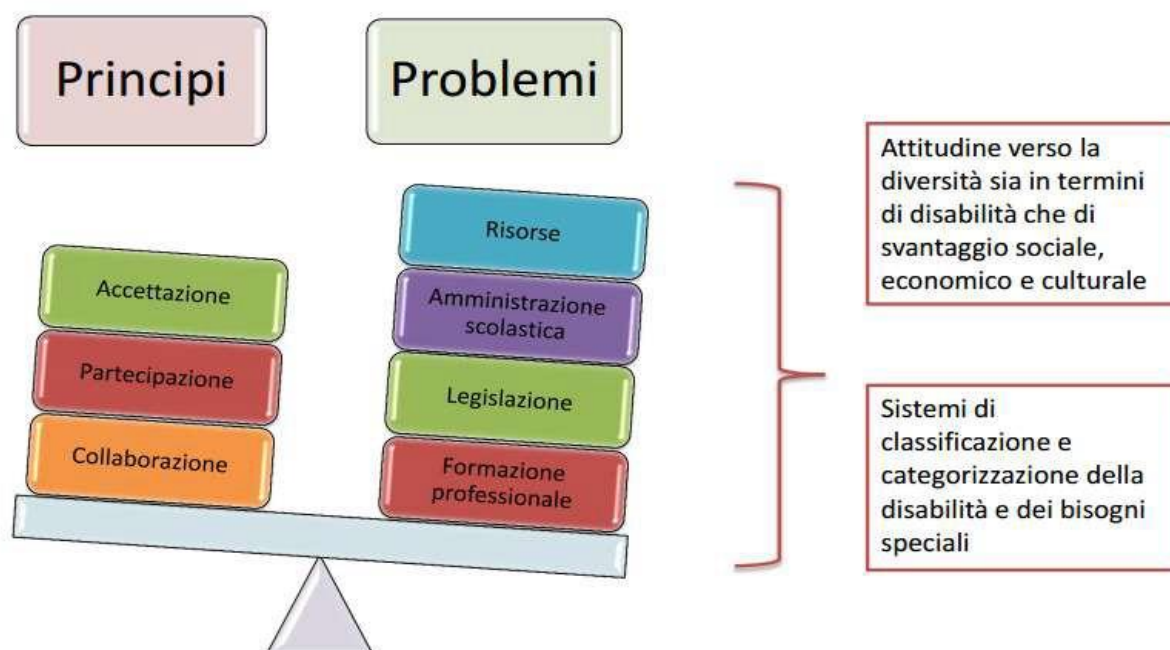 Principi
Problemi
Accettazione
Partecipazione
Collaborazione
Risorse
Amministrazione
scolastica
Legislazione
Formazione
professionale
Attitudine verso la
diversità sia in termini
di disabilità che di
svantaggio sociale,
economico e culturale
Sistemi di
classificazione e
categorizzazione della
disabilità e dei bisogni
speciali